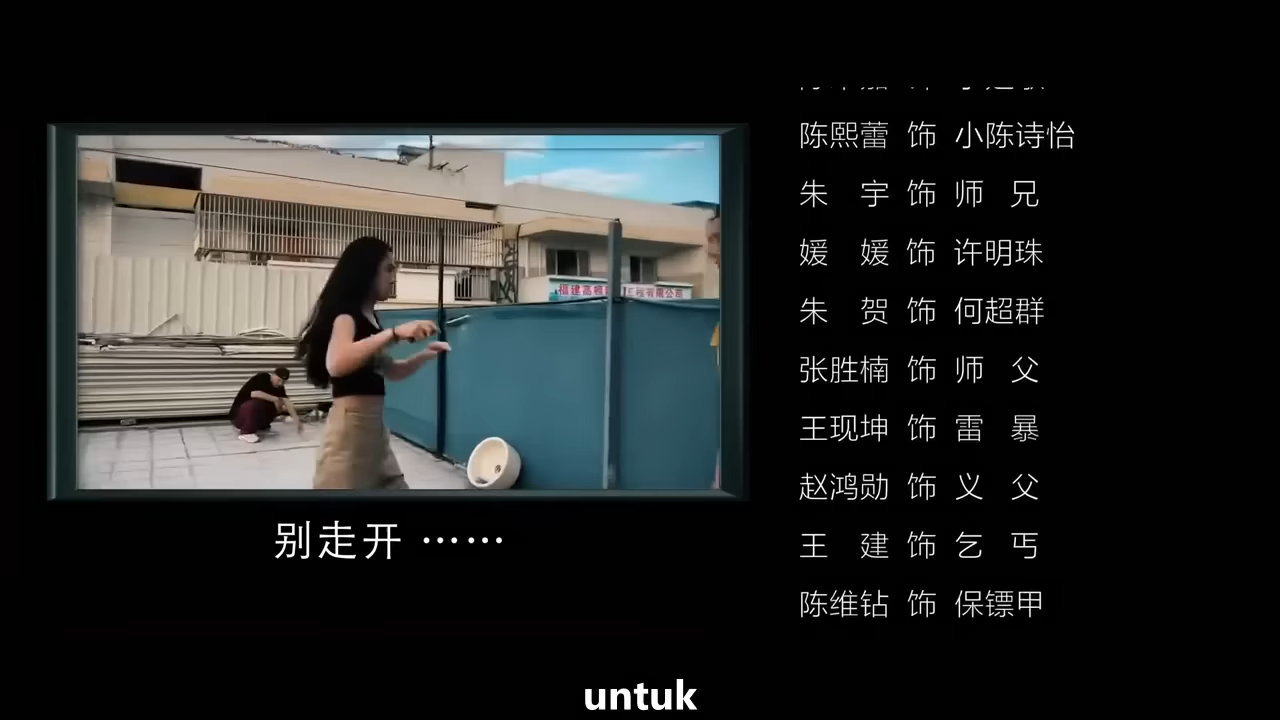 陈熙蕾 饰 小陈诗怡
朱 宇 饰 师 兄
媛 媛 饰 许明珠
朱 贺 饰 何超群
张胜楠 饰 师 父
王现坤 饰 雷 暴
赵鸿勋 饰 义 父
王 建 饰 乞 丐
陈维钻 饰 保镖甲
别走开 ……
untuk